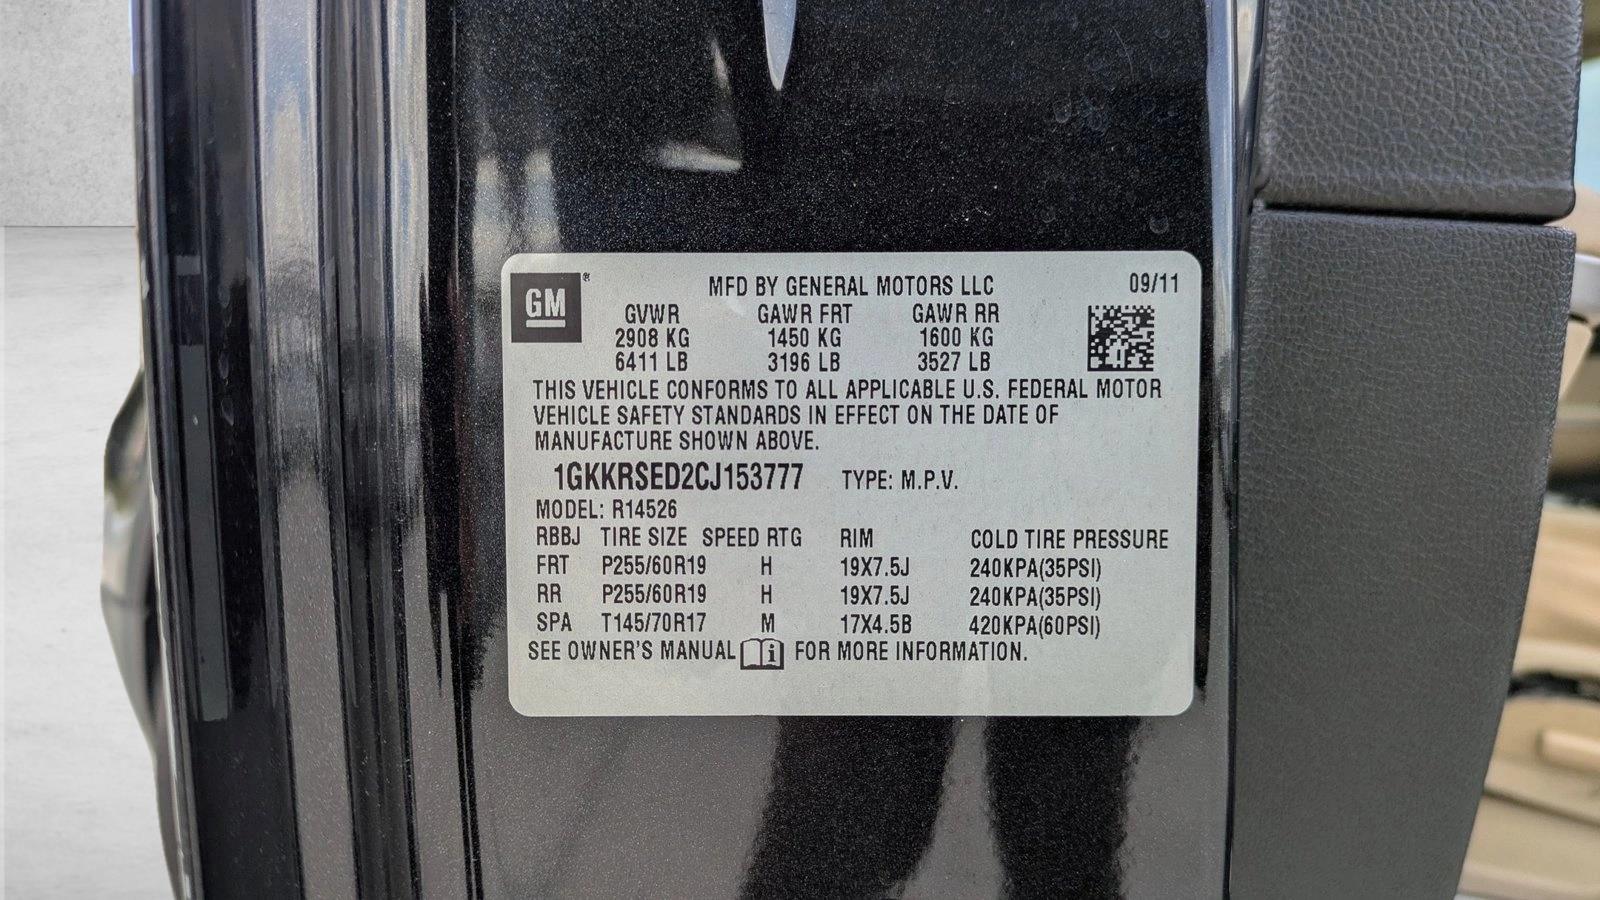 GM® MFD BY GENERAL MOTORS LLC 09/11
GVWR GAWR FRT GAWR RR
2908 KG 1450 KG 1600 KG
6411 LB 3196 LB 3527 LB
THIS VEHICLE CONFORMS TO ALL APPLICABLE U.S. FEDERAL MOTOR
VEHICLE SAFETY STANDARDS IN EFFECT ON THE DATE OF
MANUFACTURE SHOWN ABOVE.
1GKKRSED2CJ153777 TYPE: M.P.V.
MODEL: R14526
RBBJ TIRE SIZE SPEED RTG RIM COLD TIRE PRESSURE
FRT P255/60R19 H 19X7.5J 240KPA(35PSI)
RR P255/60R19 H 19X7.5J 240KPA(35PSI)
SPA T145/70R17 M 17X4.5B 420KPA(60PSI)
SEE OWNER'S MANUAL i FOR MORE INFORMATION.